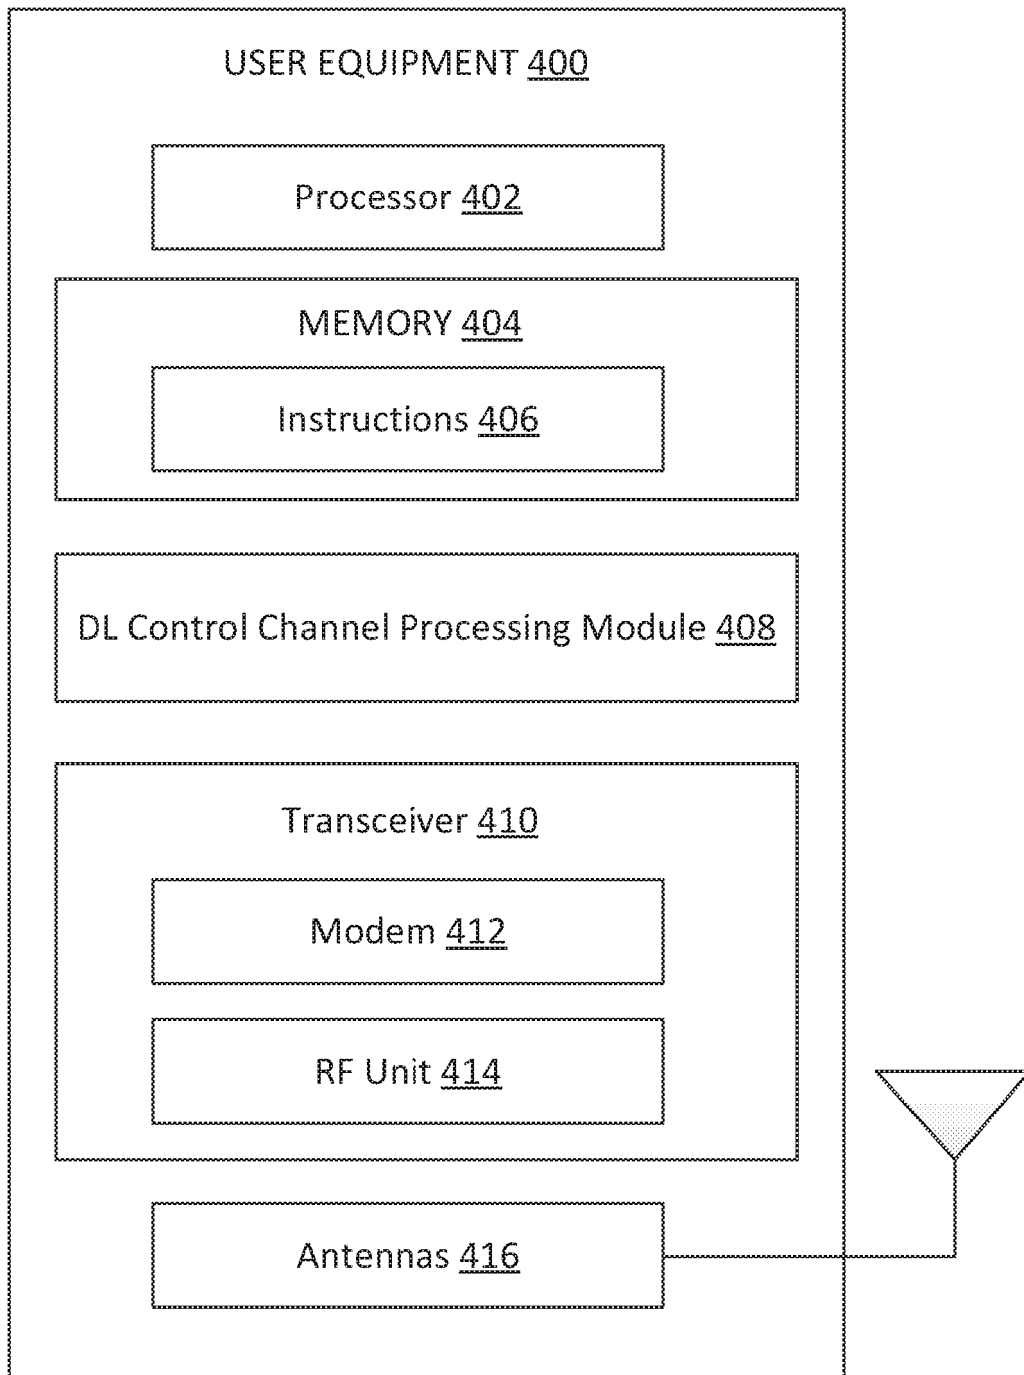 USER EQUIPMENT 400
Processor 402
MEMORY 404
Instructions 406
DL Control Channel Processing Module 408
Transceiver 410
Modem 412
RF Unit 414
Antennas 416